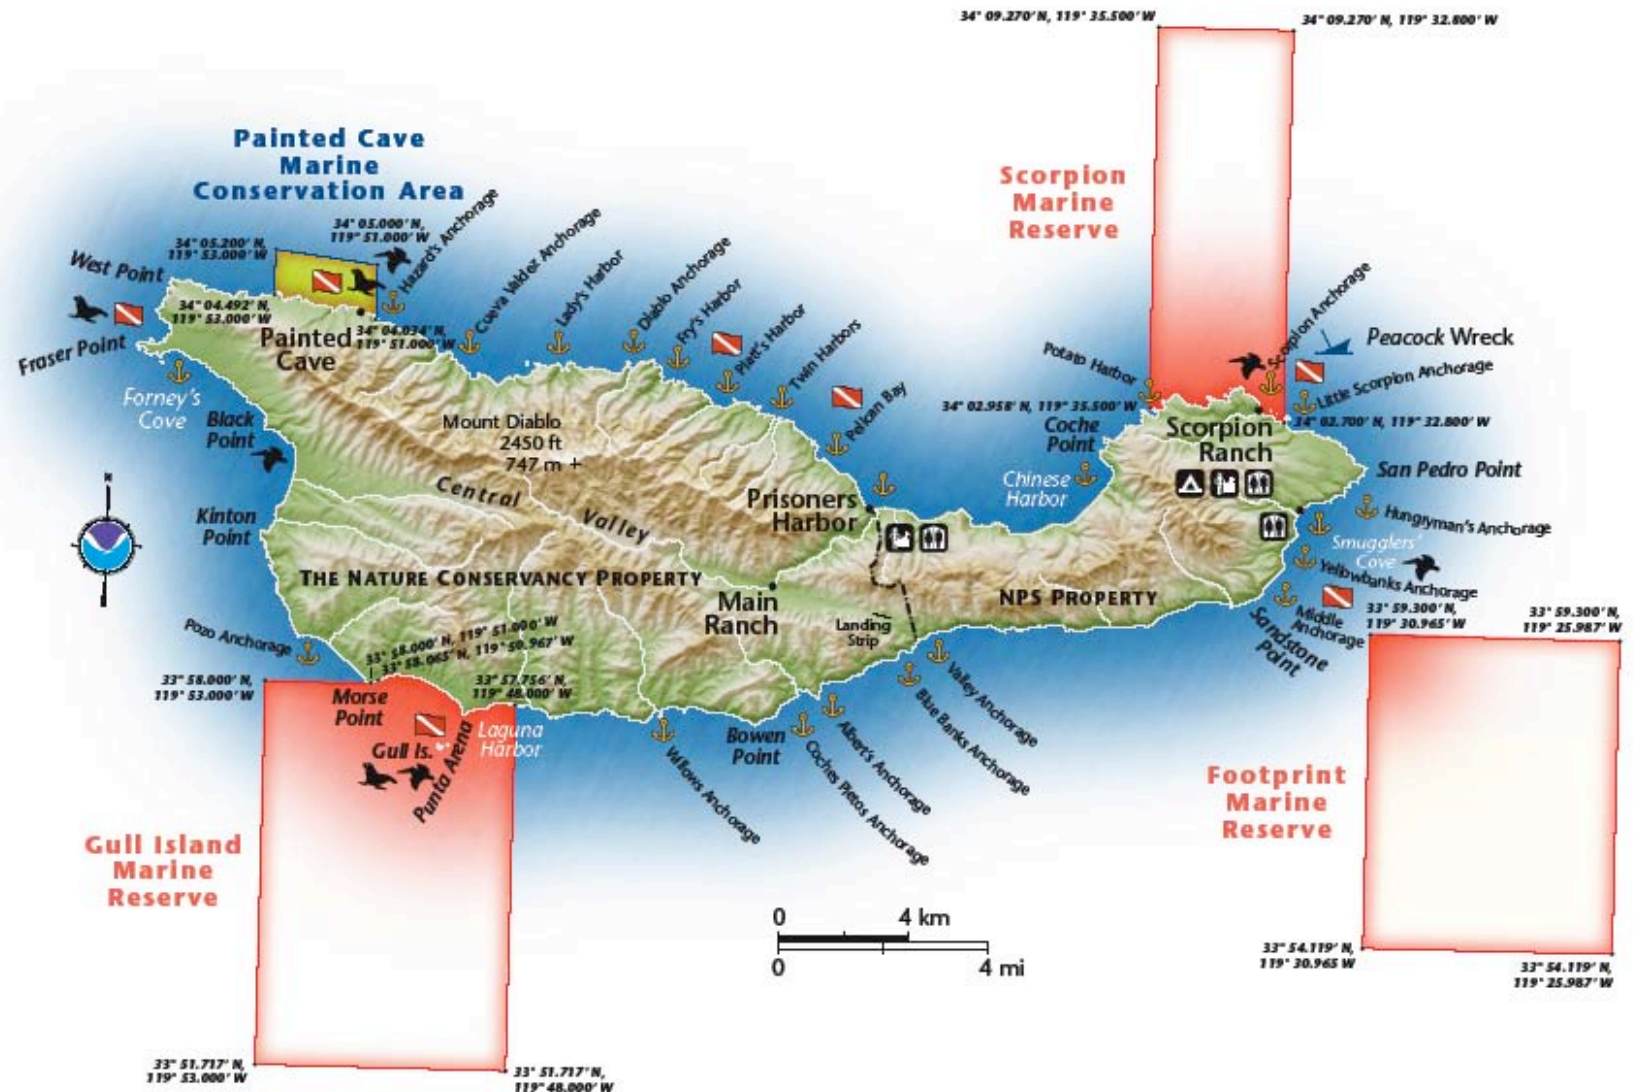 34° 09.270' N, 119° 35.500' W
34° 09.270' N, 119° 32.800' W
Painted Cave
Marine
Conservation Area
Scorpion
Marine
Reserve
34° 05.200' N,
119° 53.000' W
34° 05.000' N,
119° 51.000' W
West Point
Fraser Point
34° 04.492' N,
119° 53.000' W
Painted
Cave
34° 04.034' N,
119° 51.000' W
Hazard's Anchorage
Cueva Valdez Anchorage
Lady's Harbor
Diablo Anchorage
Fry's Harbor
Platt's Harbor
Twin Harbors
Pelican Bay
Potato Harbor
Scorpion Anchorage
Peacock Wreck
Little Scorpion Anchorage
34° 02.958' N, 119° 35.500' W
34° 02.700' N, 119° 32.800' W
Coche
Point
Scorpion
Ranch
San Pedro Point
Chinese
Harbor
Hungryman's Anchorage
Smugglers'
Cove
Yellowbanks Anchorage
Middle
Anchorage
Sandstone
Point
Forney's
Cove
Black
Point
Mount Diablo
2450 ft
747 m +
Central Valley
Prisoners
Harbor
N
Kinton
Point
THE NATURE CONSERVANCY PROPERTY
NPS PROPERTY
Main
Ranch
Landing
Strip
Pozo Anchorage
33° 58.000' N, 119° 51.000' W
33° 58.065' N, 119° 50.967' W
33° 58.000' N,
119° 53.000' W
33° 57.756' N,
119° 48.000' W
Morse
Point
Gull Is.
Punta Arena
Laguna
Harbor
Willows Anchorage
Bowen
Point
Coches Pietos Anchorage
Albert's Anchorage
Blue Banks Anchorage
Valley Anchorage
33° 59.300' N,
119° 30.965' W
33° 59.300' N,
119° 25.987' W
Footprint
Marine
Reserve
Gull Island
Marine
Reserve
0 4 km
0 4 mi
33° 54.119' N,
119° 30.965 W
33° 54.119' N,
119° 25.987' W
33° 51.717' N,
119° 53.000' W
33° 51.717' N,
119° 48.000' W